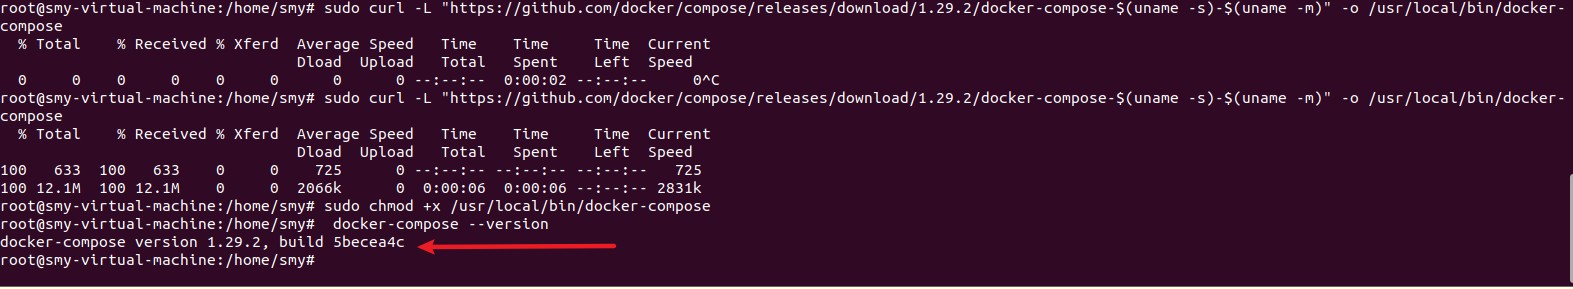 root@smy-virtual-machine:/home/smy# sudo curl -L "https://github.com/docker/compose/releases/download/1.29.2/docker-compose-$(uname -s)-$(uname -m)" -o /usr/local/bin/docker-
compose
  % Total    % Received % Xferd  Average Speed   Time    Time     Time  Current
                                 Dload  Upload   Total   Spent    Left  Speed
  0     0    0     0    0     0      0      0 --:--:--  0:00:02 --:--:--     0^C
root@smy-virtual-machine:/home/smy# sudo curl -L "https://github.com/docker/compose/releases/download/1.29.2/docker-compose-$(uname -s)-$(uname -m)" -o /usr/local/bin/docker-
compose
  % Total    % Received % Xferd  Average Speed   Time    Time     Time  Current
                                 Dload  Upload   Total   Spent    Left  Speed
100   633  100   633    0     0    725      0 --:--:-- --:--:-- --:--:--   725
100 12.1M  100 12.1M    0     0  2066k      0  0:00:06  0:00:06 --:--:-- 2831k
root@smy-virtual-machine:/home/smy# sudo chmod +x /usr/local/bin/docker-compose
root@smy-virtual-machine:/home/smy#  docker-compose --version
docker-compose version 1.29.2, build 5becea4c
root@smy-virtual-machine:/home/smy#